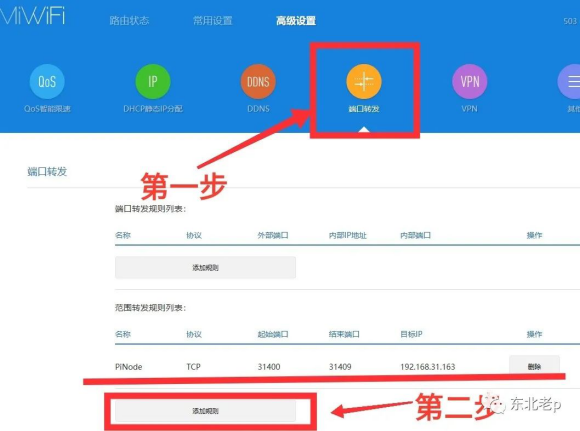 MiWiFi 路由状态 常用设置 高级设置 503
QoS IP DDNS VPN
QoS智能限速 DHCP静态IP分配 DDNS 端口转发 VPN 其他
第一步
端口转发
端口转发规则列表:
名称 协议 外部端口 内部IP地址 内部端口 操作
添加规则
范围转发规则列表:
名称 协议 起始端口 结束端口 目标IP 操作
PiNode TCP 31400 31409 192.168.31.163 删除
添加规则
第二步
东北老p